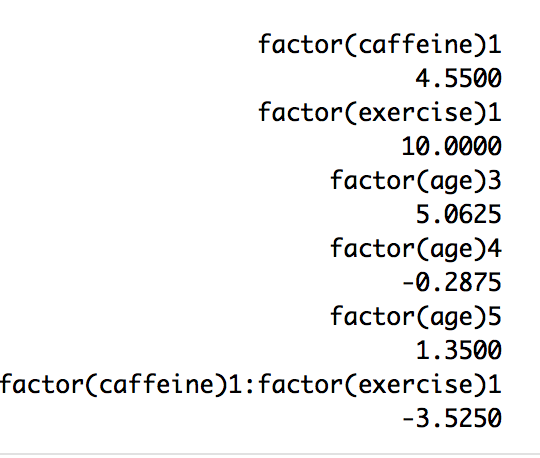 factor(caffeine)1
4.5500
factor(exercise)1
10.0000
factor(age)3
5.0625
factor(age)4
-0.2875
factor(age)5
1.3500
factor(caffeine)1:factor(exercise)1
-3.5250